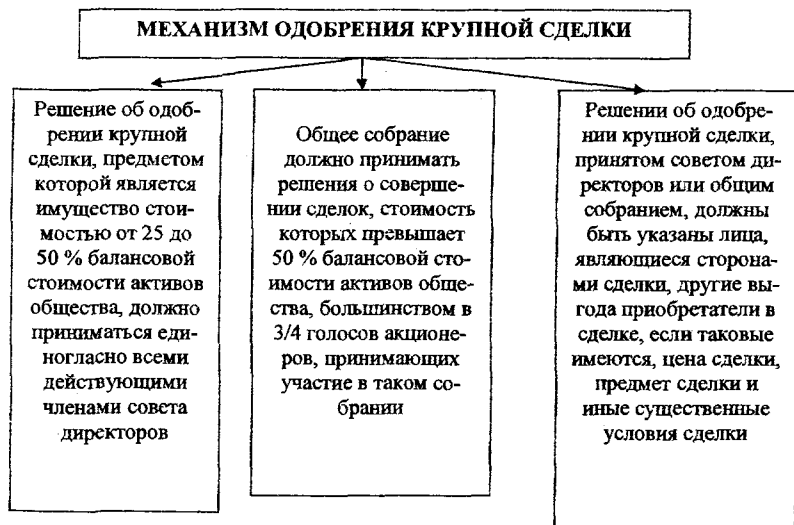 МЕХАНИЗМ ОДОБРЕНИЯ КРУПНОЙ СДЕЛКИ
Решение об одоб-
рении крупной
сделки, предметом
которой является
имущество стои-
мостью от 25 до
50 % балансовой
стоимости активов
общества, должно
приниматься еди-
ногласно всеми
действующими
членами совета
директоров
Общее собрание
должно принимать
решения о соверше-
нии сделок, стоимость
которых превышает
50 % балансовой сто-
имости активов обще-
ства, большинством в
3/4 голосов акционе-
ров, принимающих
участие в таком со-
брании
Решении об одобре-
нии крупной сделки,
принятом советом ди-
ректоров или общим
собранием, должны
быть указаны лица,
являющиеся сторона-
ми сделки, другие вы-
года приобретатели в
сделке, если таковые
имеются, цена сделки,
предмет сделки и
иные существенные
условия сделки